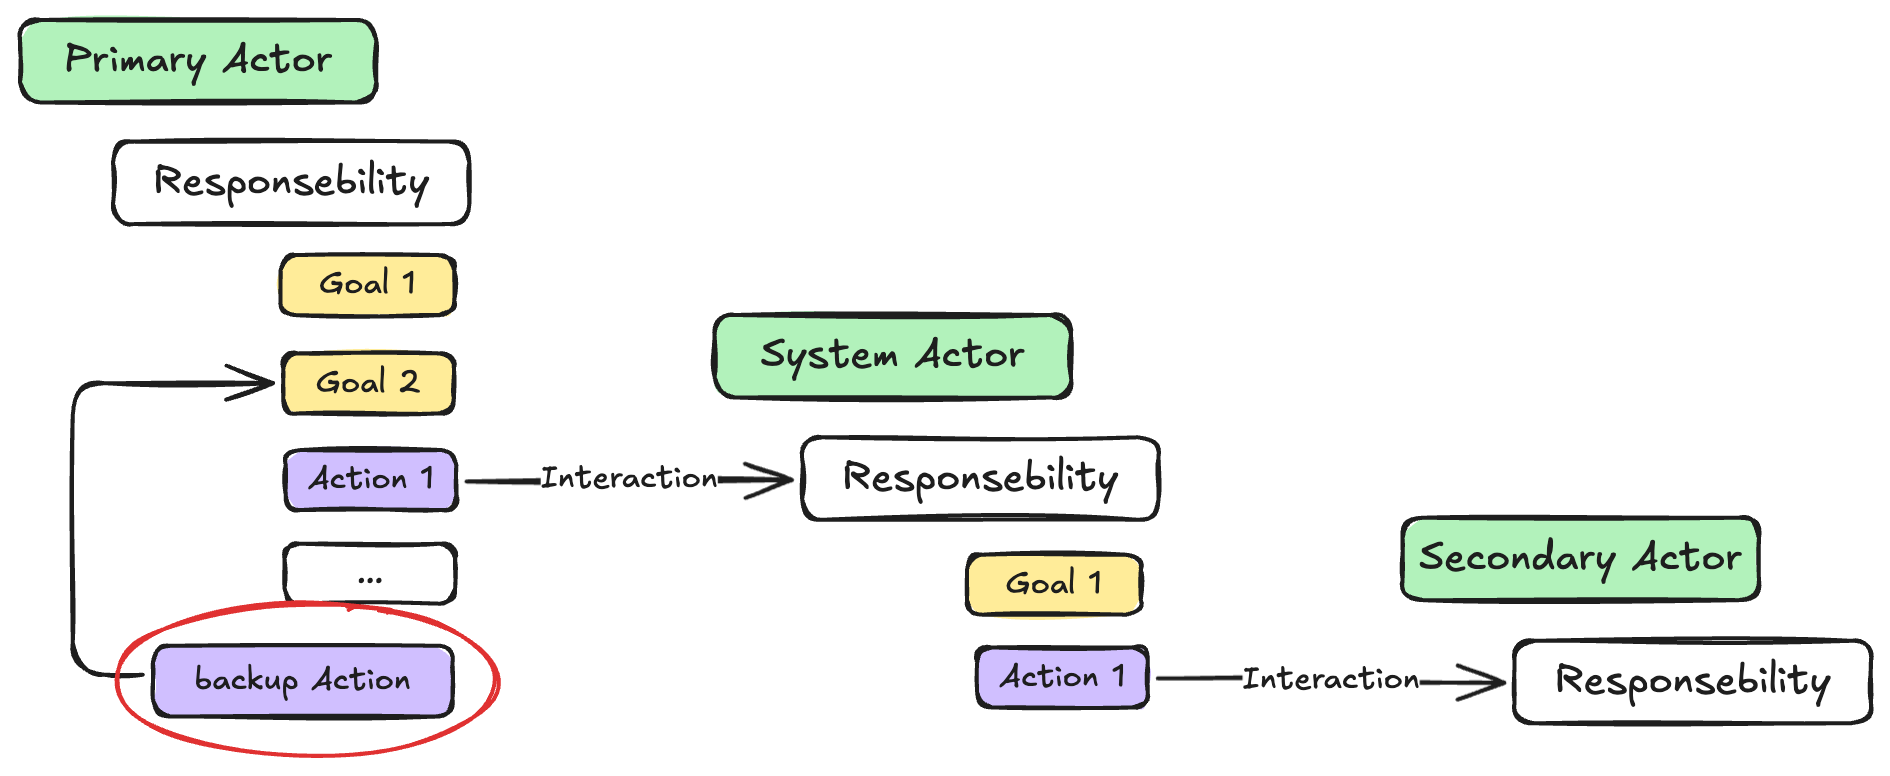 Primary Actor
Responsebility
Goal 1
Goal 2
Action 1
Interaction
...
backup Action
System Actor
Responsebility
Goal 1
Action 1
Interaction
Secondary Actor
Responsebility